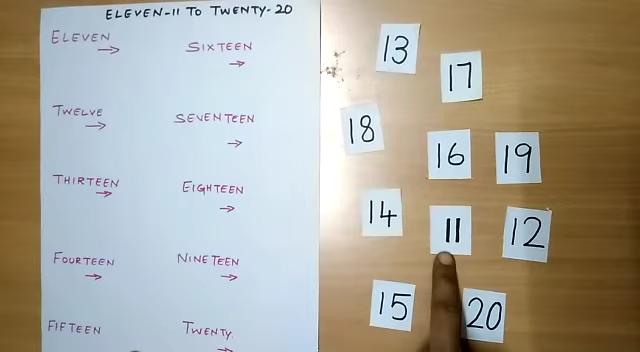 ELEVEN-11 TO TWENTY-20
ELEVEN →
SIXTEEN →
TWELVE →
SEVENTEEN →
THIRTEEN →
EIGHTEEN →
FOURTEEN →
NINETEEN →
FIFTEEN
TWENTY →
13
17
18
16
19
14
11
12
15
20